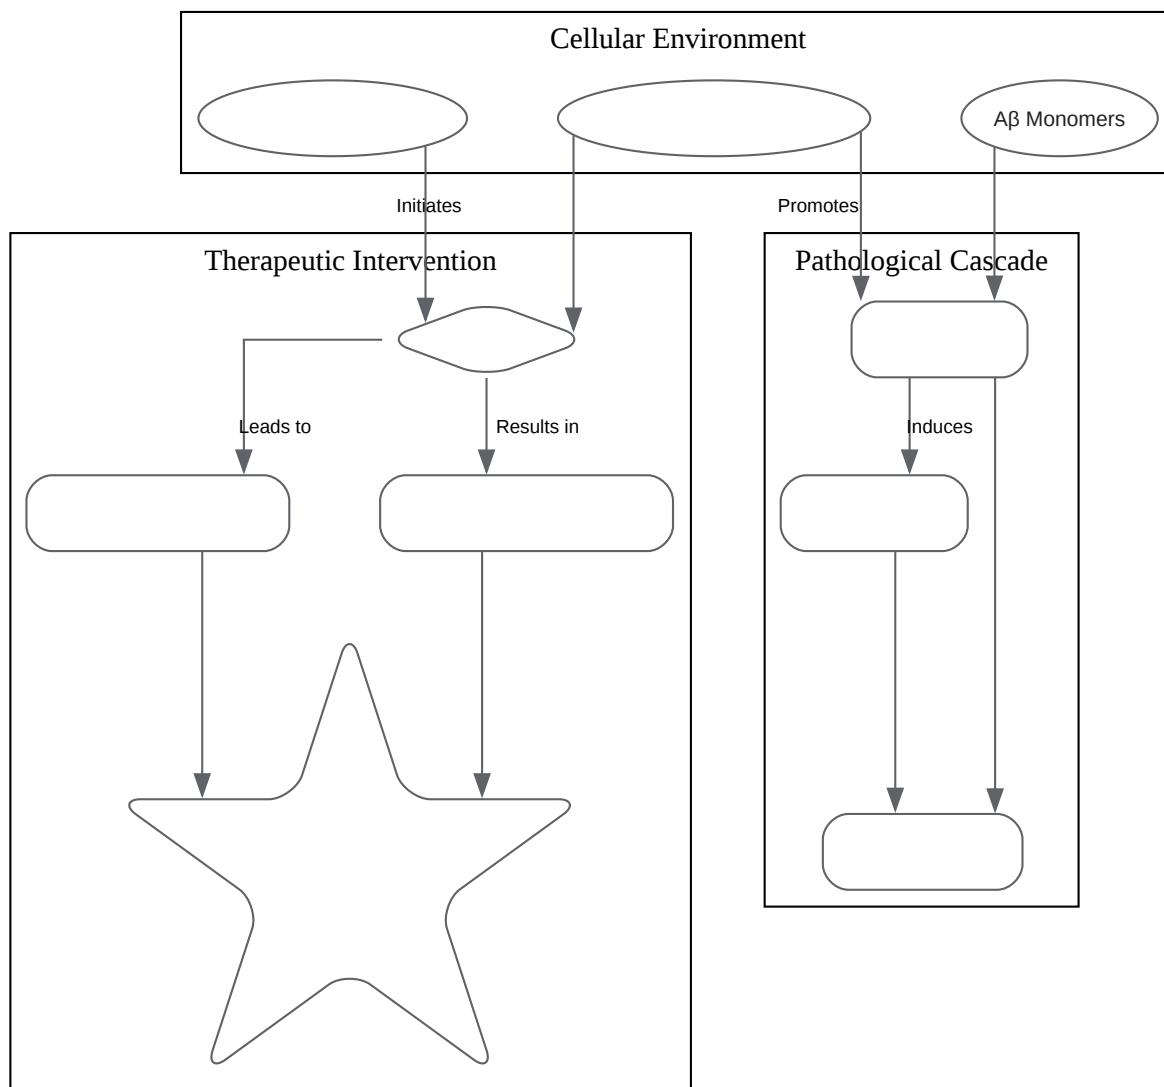 Cellular Environment
Aβ Monomers
Initiates
Promotes
Therapeutic Intervention
Pathological Cascade
Leads to
Results in
Induces